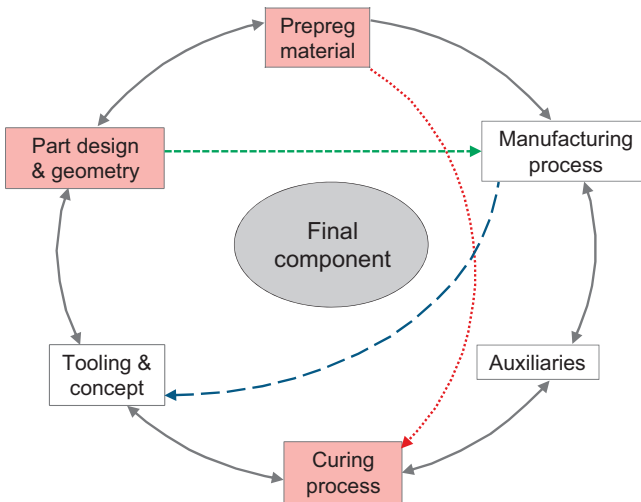 Prepreg
material
Part design
& geometry
Manufacturing
process
Final
component
Tooling &
concept
Auxiliaries
Curing
process